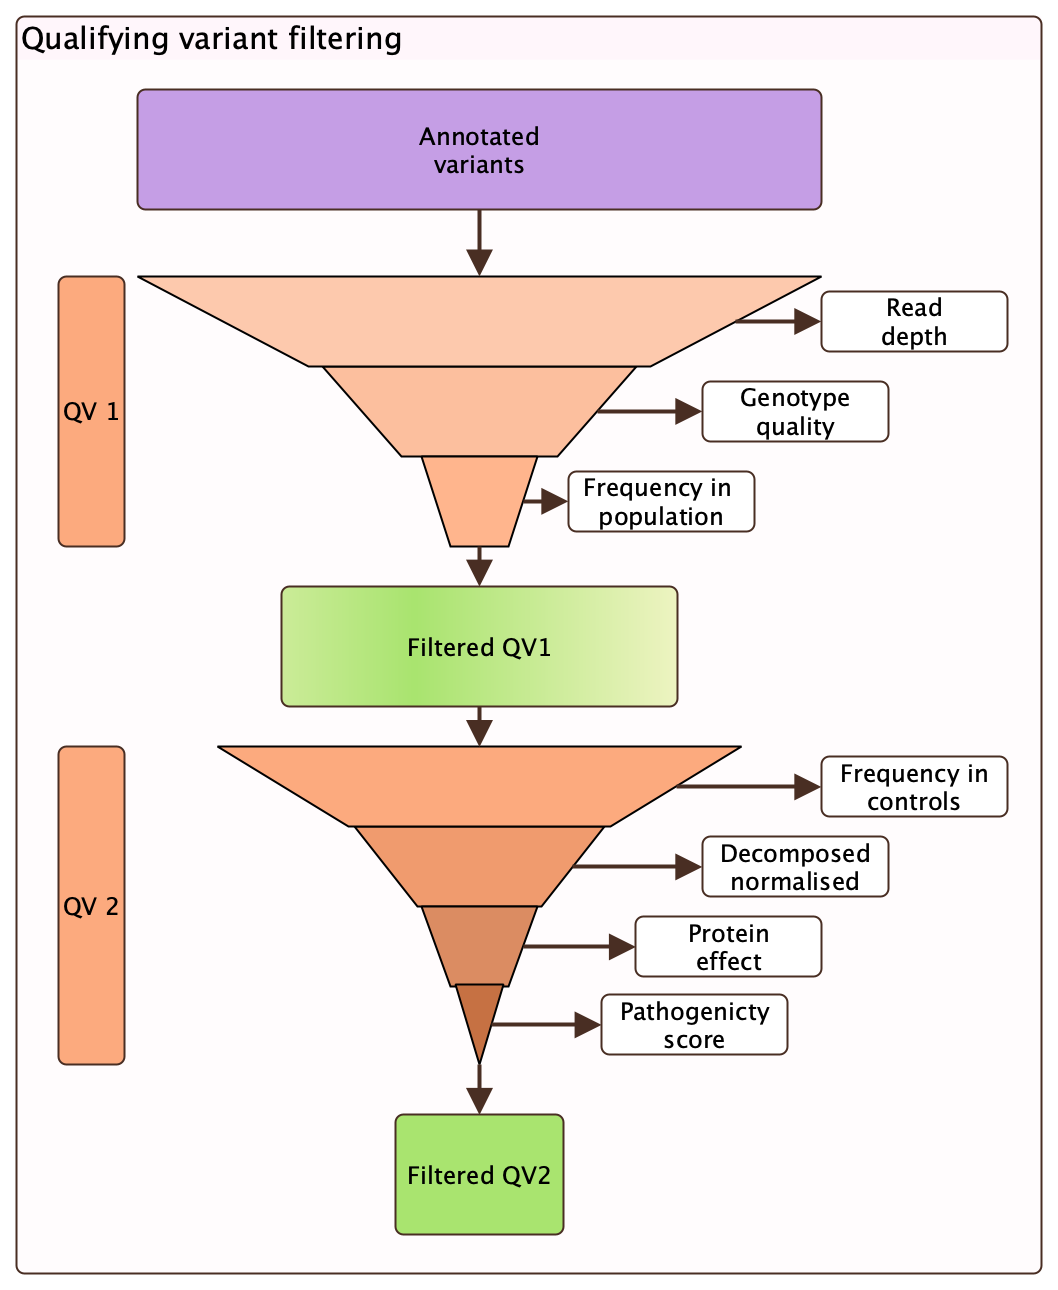 Qualifying variant filtering
Annotated
variants
QV 1
Read
depth
Genotype
quality
Frequency in
population
Filtered QV1
QV 2
Frequency in
controls
Decomposed
normalised
Protein
effect
Pathogenicty
score
Filtered QV2